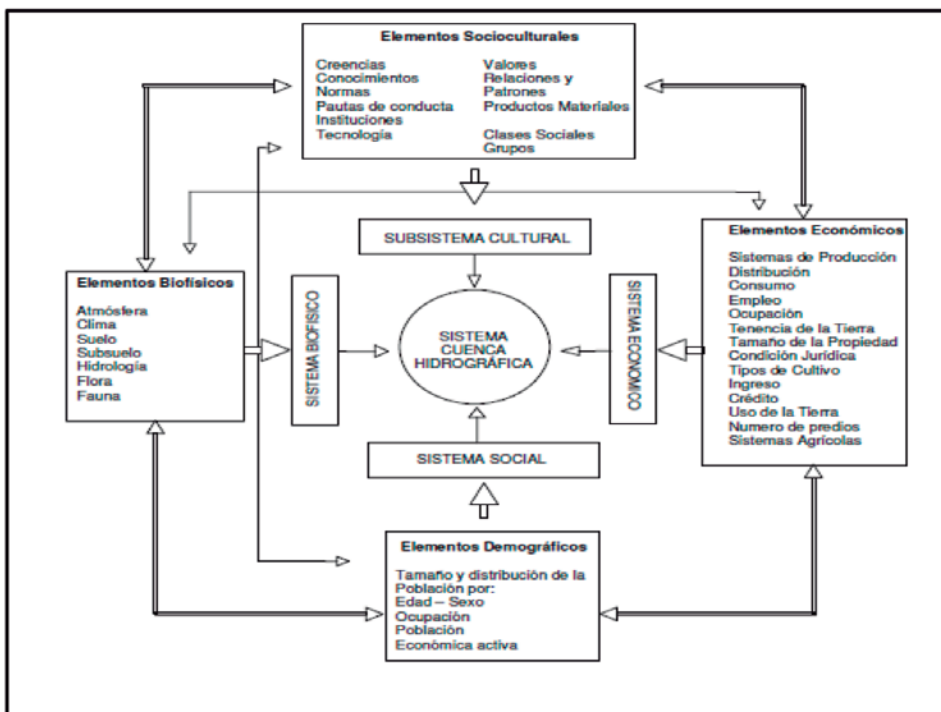 Elementos Socioculturales
Creencias
Conocimientos
Normas
Pautas de conducta
Instituciones
Tecnología
Valores
Relaciones y
Patrones
Productos Materiales
Clases Sociales
Grupos
SUBSISTEMA CULTURAL
Elementos Biofísicos
Atmósfera
Clima
Suelo
Subsuelo
Hidrología
Flora
Fauna
SISTEMA BIOFISICO
SISTEMA
CUENCA
HIDROGRÁFICA
SISTEMA ECONOMICO
Elementos Económicos
Sistemas de Producción
Distribución
Consumo
Empleo
Ocupación
Tenencia de la Tierra
Tamaño de la Propiedad
Condición Jurídica
Tipos de Cultivo
Ingreso
Crédito
Uso de la Tierra
Numero de predios
Sistemas Agrícolas
SISTEMA SOCIAL
Elementos Demográficos
Tamaño y distribución de la
Población por:
Edad – Sexo
Ocupación
Población
Económica activa